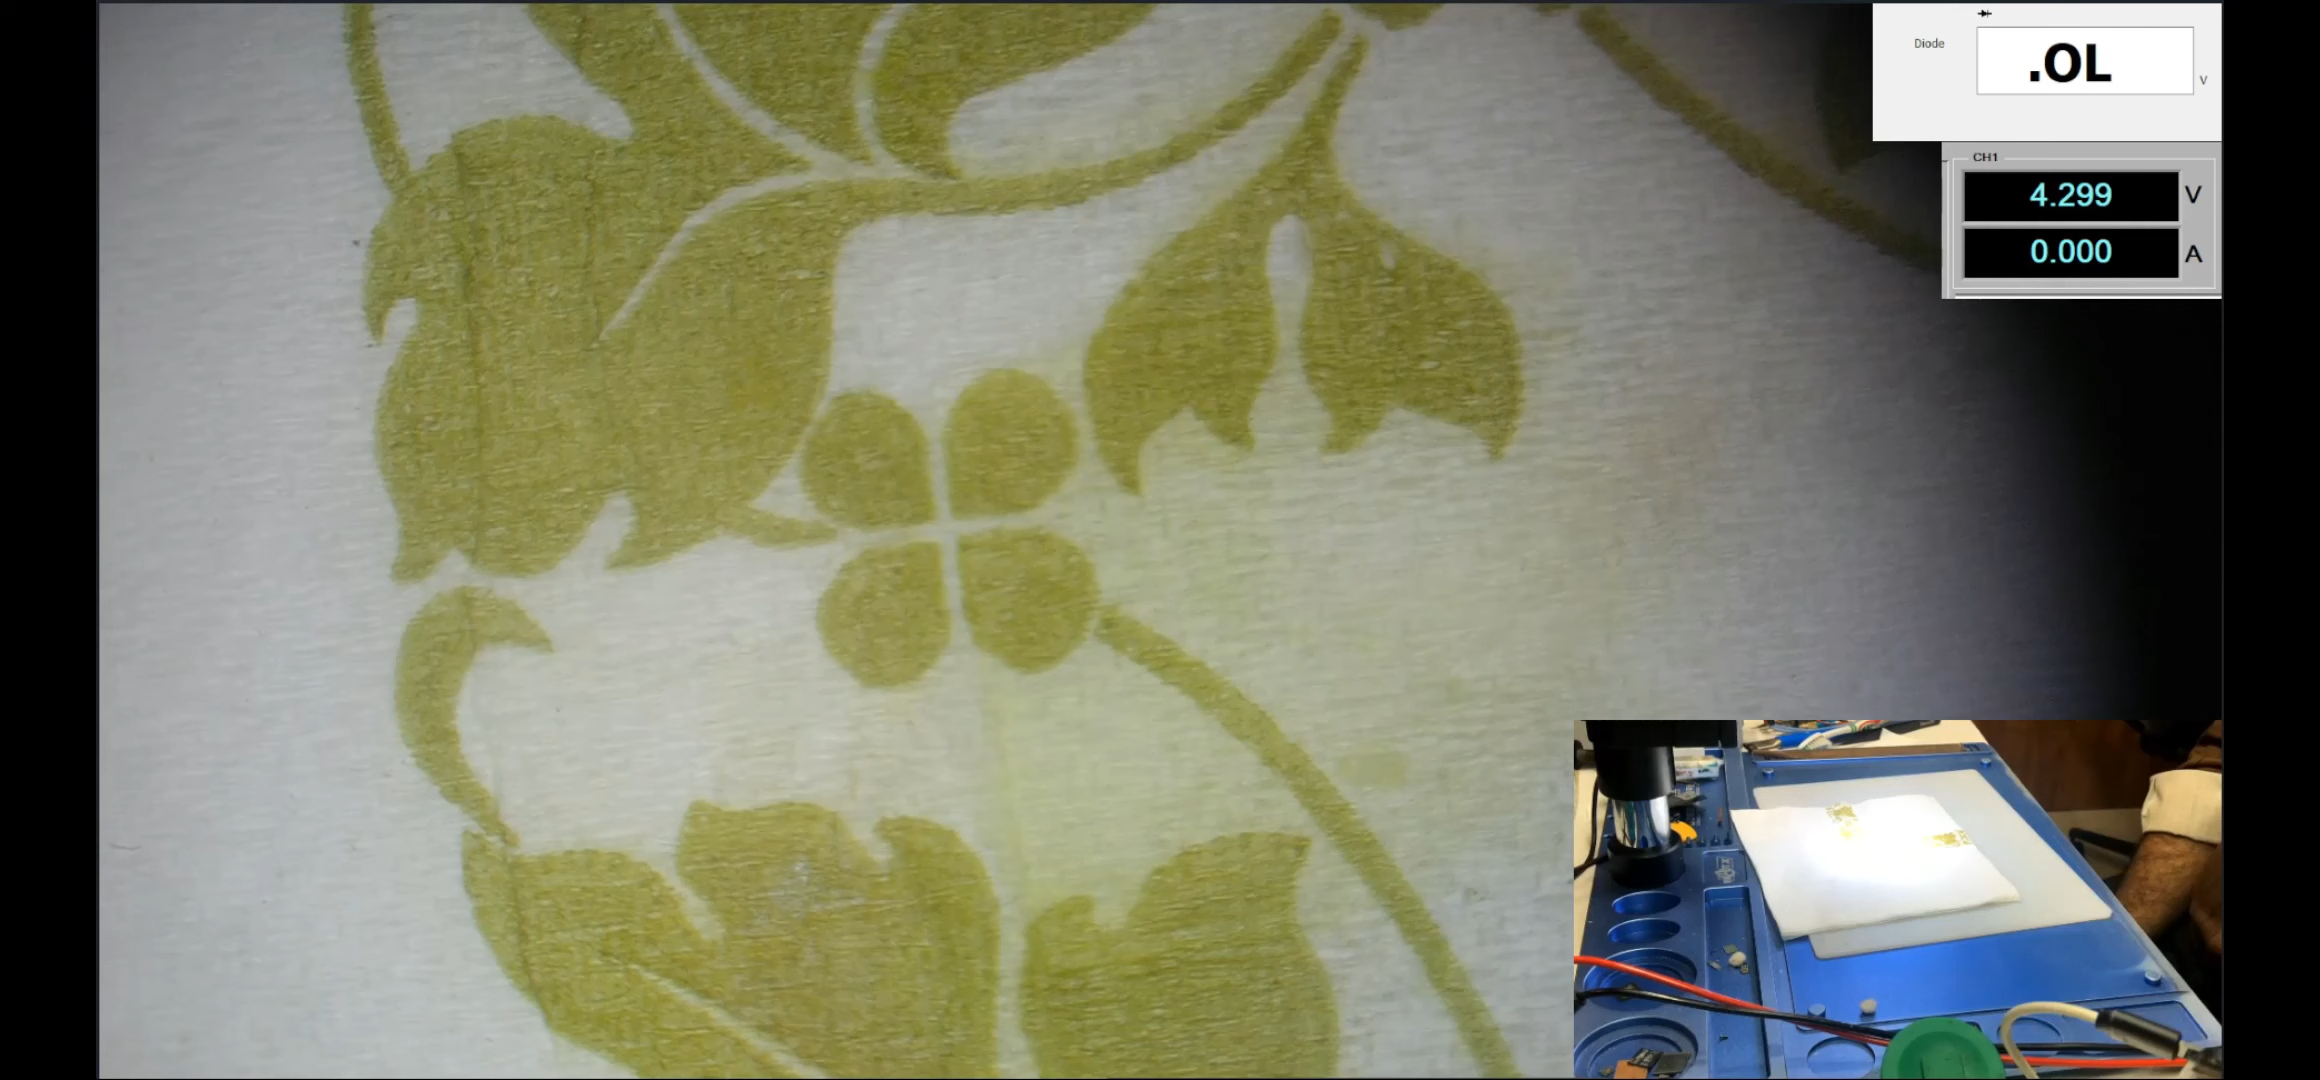 Diode
.OL
V
CH1
4.299 V
0.000 A